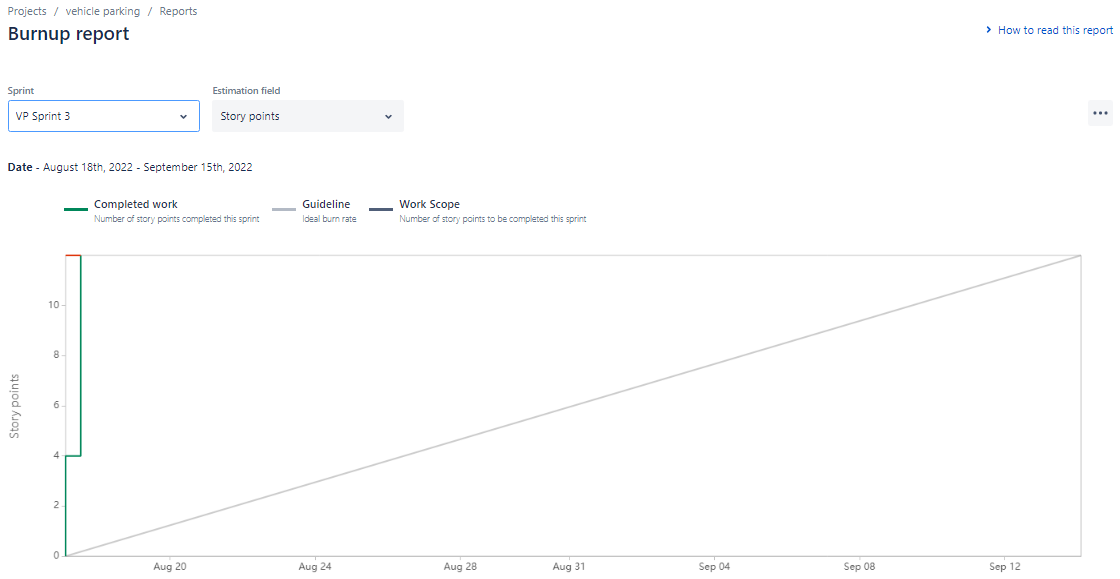 Projects / vehicle parking / Reports
Burnup report
How to read this report
Sprint
Estimation field
VP Sprint 3
Story points
Date - August 18th, 2022 - September 15th, 2022
Completed work
Number of story points completed this sprint
Guideline
Ideal burn rate
Work Scope
Number of story points to be completed this sprint
10
8
6
4
2
0
Story points
Aug 20
Aug 24
Aug 28
Aug 31
Sep 04
Sep 08
Sep 12